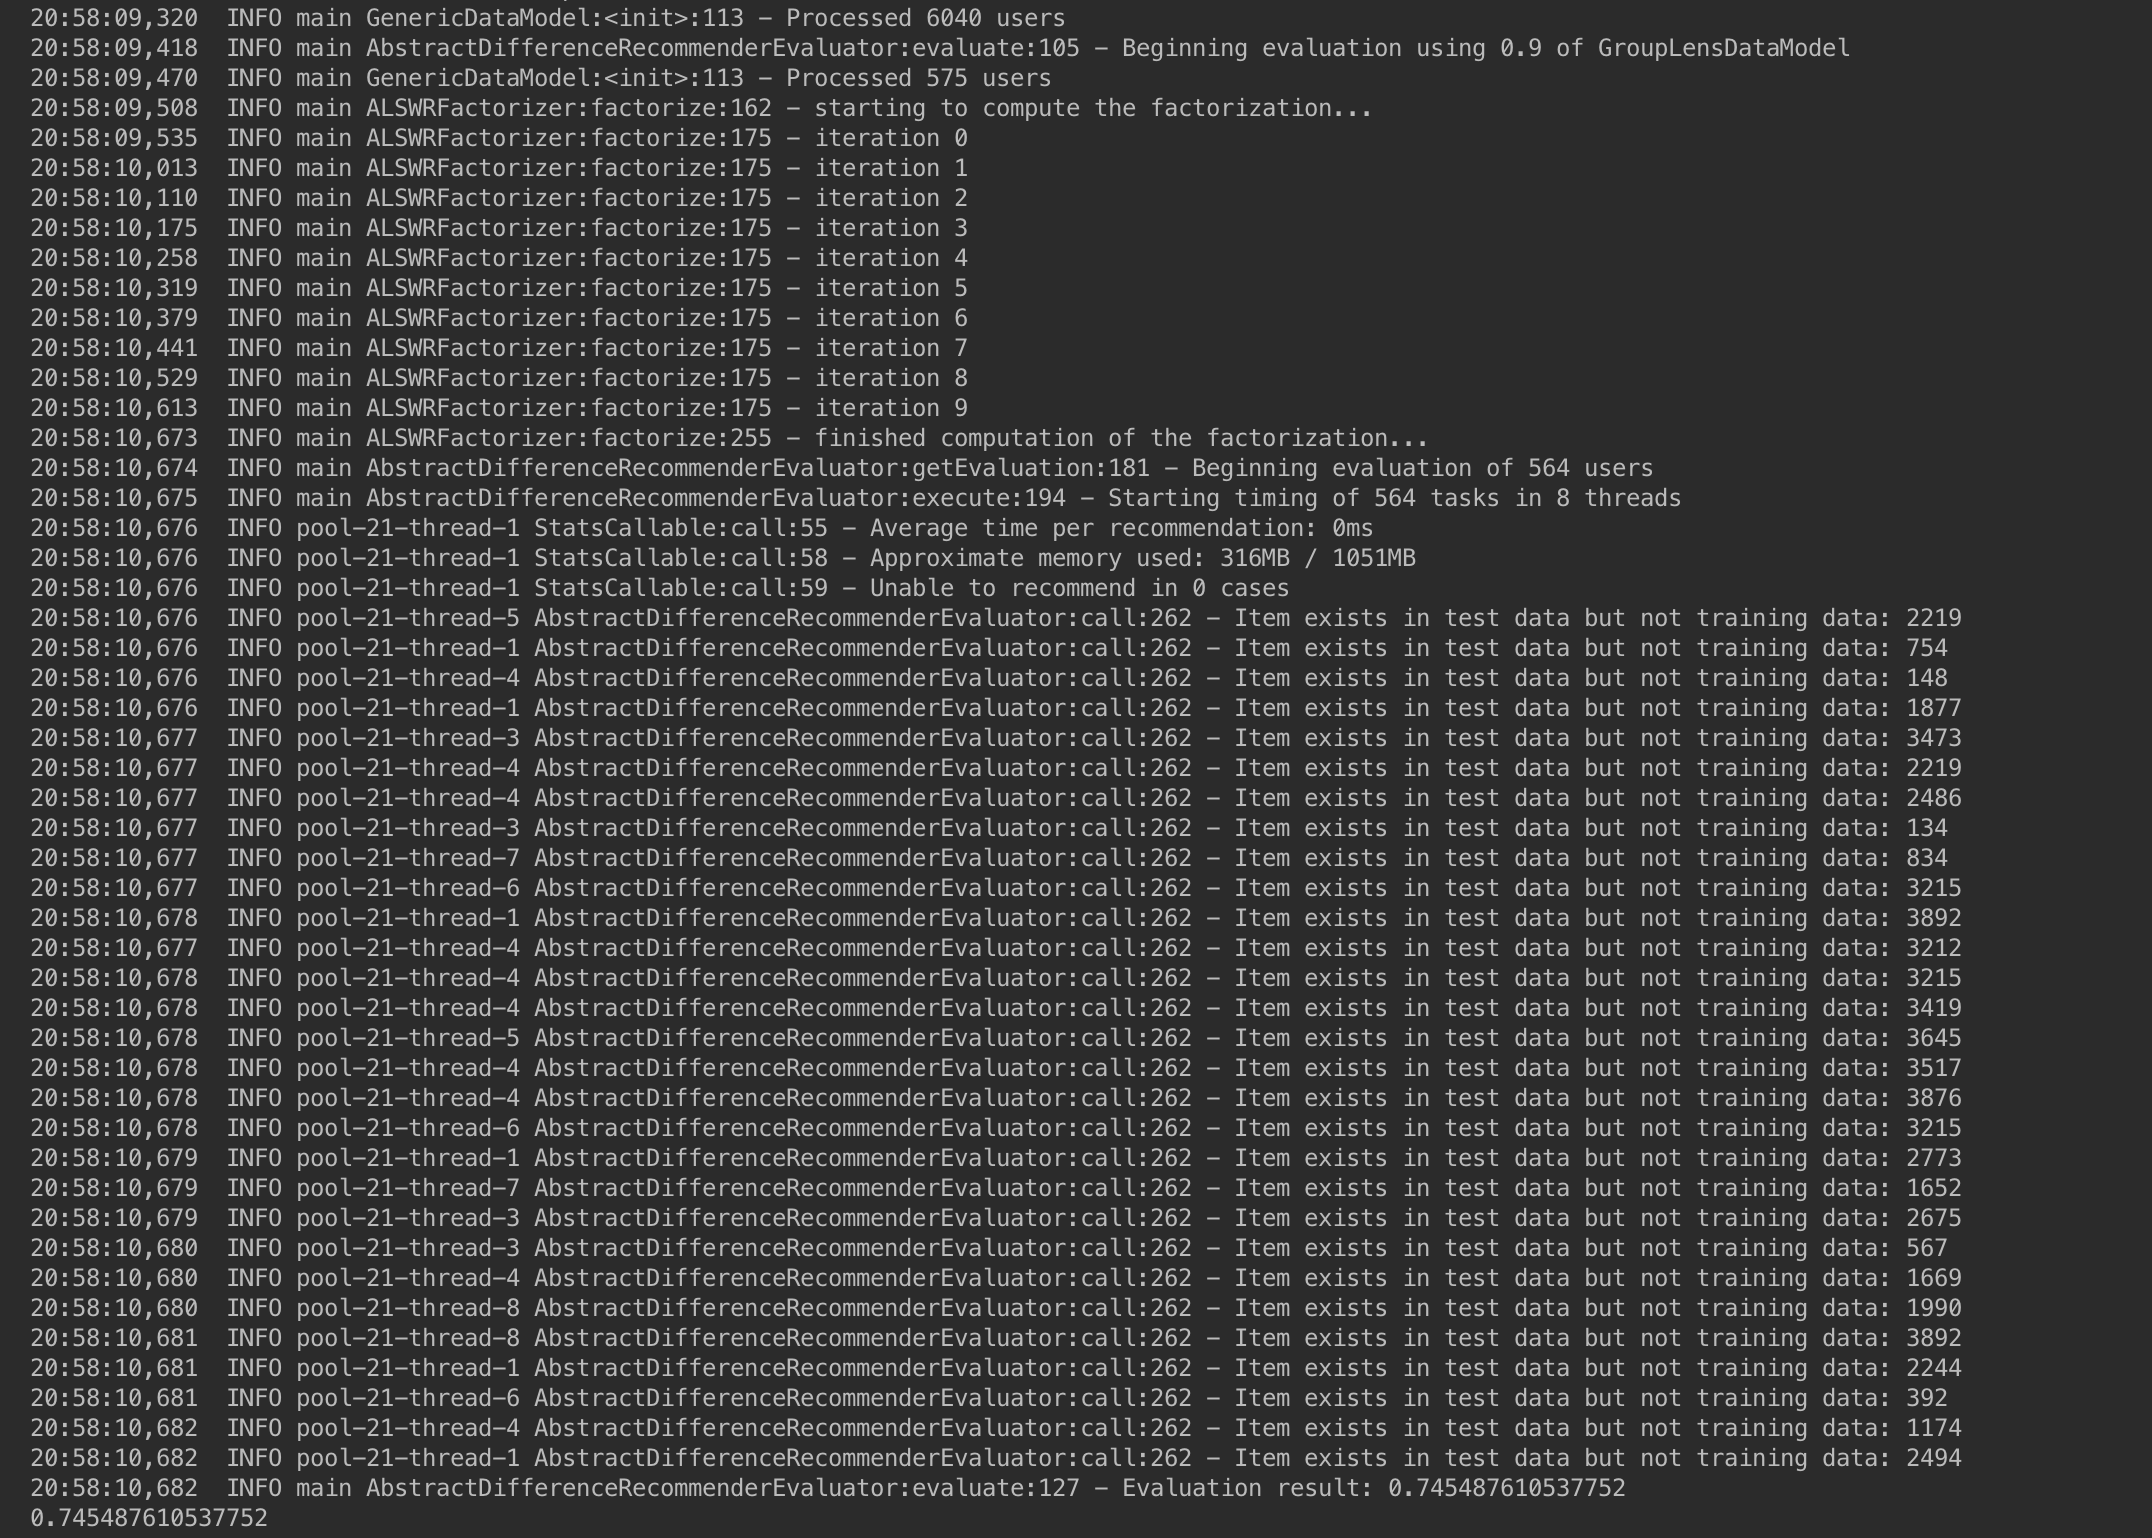 20:58:09,320  INFO main GenericDataModel:<init>:113 - Processed 6040 users
20:58:09,418  INFO main AbstractDifferenceRecommenderEvaluator:evaluate:105 - Beginning evaluation using 0.9 of GroupLensDataModel
20:58:09,470  INFO main GenericDataModel:<init>:113 - Processed 575 users
20:58:09,508  INFO main ALSWRFactorizer:factorize:162 - starting to compute the factorization...
20:58:09,535  INFO main ALSWRFactorizer:factorize:175 - iteration 0
20:58:10,013  INFO main ALSWRFactorizer:factorize:175 - iteration 1
20:58:10,110  INFO main ALSWRFactorizer:factorize:175 - iteration 2
20:58:10,175  INFO main ALSWRFactorizer:factorize:175 - iteration 3
20:58:10,258  INFO main ALSWRFactorizer:factorize:175 - iteration 4
20:58:10,319  INFO main ALSWRFactorizer:factorize:175 - iteration 5
20:58:10,379  INFO main ALSWRFactorizer:factorize:175 - iteration 6
20:58:10,441  INFO main ALSWRFactorizer:factorize:175 - iteration 7
20:58:10,529  INFO main ALSWRFactorizer:factorize:175 - iteration 8
20:58:10,613  INFO main ALSWRFactorizer:factorize:175 - iteration 9
20:58:10,673  INFO main ALSWRFactorizer:factorize:255 - finished computation of the factorization...
20:58:10,674  INFO main AbstractDifferenceRecommenderEvaluator:getEvaluation:181 - Beginning evaluation of 564 users
20:58:10,675  INFO main AbstractDifferenceRecommenderEvaluator:execute:194 - Starting timing of 564 tasks in 8 threads
20:58:10,676  INFO pool-21-thread-1 StatsCallable:call:55 - Average time per recommendation: 0ms
20:58:10,676  INFO pool-21-thread-1 StatsCallable:call:58 - Approximate memory used: 316MB / 1051MB
20:58:10,676  INFO pool-21-thread-1 StatsCallable:call:59 - Unable to recommend in 0 cases
20:58:10,676  INFO pool-21-thread-5 AbstractDifferenceRecommenderEvaluator:call:262 - Item exists in test data but not training data: 2219
20:58:10,676  INFO pool-21-thread-1 AbstractDifferenceRecommenderEvaluator:call:262 - Item exists in test data but not training data: 754
20:58:10,676  INFO pool-21-thread-4 AbstractDifferenceRecommenderEvaluator:call:262 - Item exists in test data but not training data: 148
20:58:10,676  INFO pool-21-thread-1 AbstractDifferenceRecommenderEvaluator:call:262 - Item exists in test data but not training data: 1877
20:58:10,677  INFO pool-21-thread-3 AbstractDifferenceRecommenderEvaluator:call:262 - Item exists in test data but not training data: 3473
20:58:10,677  INFO pool-21-thread-4 AbstractDifferenceRecommenderEvaluator:call:262 - Item exists in test data but not training data: 2219
20:58:10,677  INFO pool-21-thread-4 AbstractDifferenceRecommenderEvaluator:call:262 - Item exists in test data but not training data: 2486
20:58:10,677  INFO pool-21-thread-3 AbstractDifferenceRecommenderEvaluator:call:262 - Item exists in test data but not training data: 134
20:58:10,677  INFO pool-21-thread-7 AbstractDifferenceRecommenderEvaluator:call:262 - Item exists in test data but not training data: 834
20:58:10,677  INFO pool-21-thread-6 AbstractDifferenceRecommenderEvaluator:call:262 - Item exists in test data but not training data: 3215
20:58:10,678  INFO pool-21-thread-1 AbstractDifferenceRecommenderEvaluator:call:262 - Item exists in test data but not training data: 3892
20:58:10,677  INFO pool-21-thread-4 AbstractDifferenceRecommenderEvaluator:call:262 - Item exists in test data but not training data: 3212
20:58:10,678  INFO pool-21-thread-4 AbstractDifferenceRecommenderEvaluator:call:262 - Item exists in test data but not training data: 3215
20:58:10,678  INFO pool-21-thread-4 AbstractDifferenceRecommenderEvaluator:call:262 - Item exists in test data but not training data: 3419
20:58:10,678  INFO pool-21-thread-5 AbstractDifferenceRecommenderEvaluator:call:262 - Item exists in test data but not training data: 3645
20:58:10,678  INFO pool-21-thread-4 AbstractDifferenceRecommenderEvaluator:call:262 - Item exists in test data but not training data: 3517
20:58:10,678  INFO pool-21-thread-4 AbstractDifferenceRecommenderEvaluator:call:262 - Item exists in test data but not training data: 3876
20:58:10,678  INFO pool-21-thread-6 AbstractDifferenceRecommenderEvaluator:call:262 - Item exists in test data but not training data: 3215
20:58:10,679  INFO pool-21-thread-1 AbstractDifferenceRecommenderEvaluator:call:262 - Item exists in test data but not training data: 2773
20:58:10,679  INFO pool-21-thread-7 AbstractDifferenceRecommenderEvaluator:call:262 - Item exists in test data but not training data: 1652
20:58:10,679  INFO pool-21-thread-3 AbstractDifferenceRecommenderEvaluator:call:262 - Item exists in test data but not training data: 2675
20:58:10,680  INFO pool-21-thread-3 AbstractDifferenceRecommenderEvaluator:call:262 - Item exists in test data but not training data: 567
20:58:10,680  INFO pool-21-thread-4 AbstractDifferenceRecommenderEvaluator:call:262 - Item exists in test data but not training data: 1669
20:58:10,680  INFO pool-21-thread-8 AbstractDifferenceRecommenderEvaluator:call:262 - Item exists in test data but not training data: 1990
20:58:10,681  INFO pool-21-thread-8 AbstractDifferenceRecommenderEvaluator:call:262 - Item exists in test data but not training data: 3892
20:58:10,681  INFO pool-21-thread-1 AbstractDifferenceRecommenderEvaluator:call:262 - Item exists in test data but not training data: 2244
20:58:10,681  INFO pool-21-thread-6 AbstractDifferenceRecommenderEvaluator:call:262 - Item exists in test data but not training data: 392
20:58:10,682  INFO pool-21-thread-4 AbstractDifferenceRecommenderEvaluator:call:262 - Item exists in test data but not training data: 1174
20:58:10,682  INFO pool-21-thread-1 AbstractDifferenceRecommenderEvaluator:call:262 - Item exists in test data but not training data: 2494
20:58:10,682  INFO main AbstractDifferenceRecommenderEvaluator:evaluate:127 - Evaluation result: 0.745487610537752
0.745487610537752